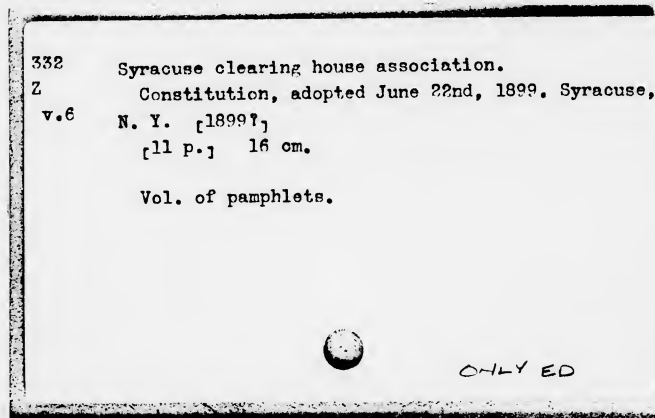 332 Syracuse clearing house association.
Z Constitution, adopted June 22nd, 1899. Syracuse,
v.6 N. Y. [1899?]
[11 p.] 16 cm.
Vol. of pamphlets.
ONLY ED